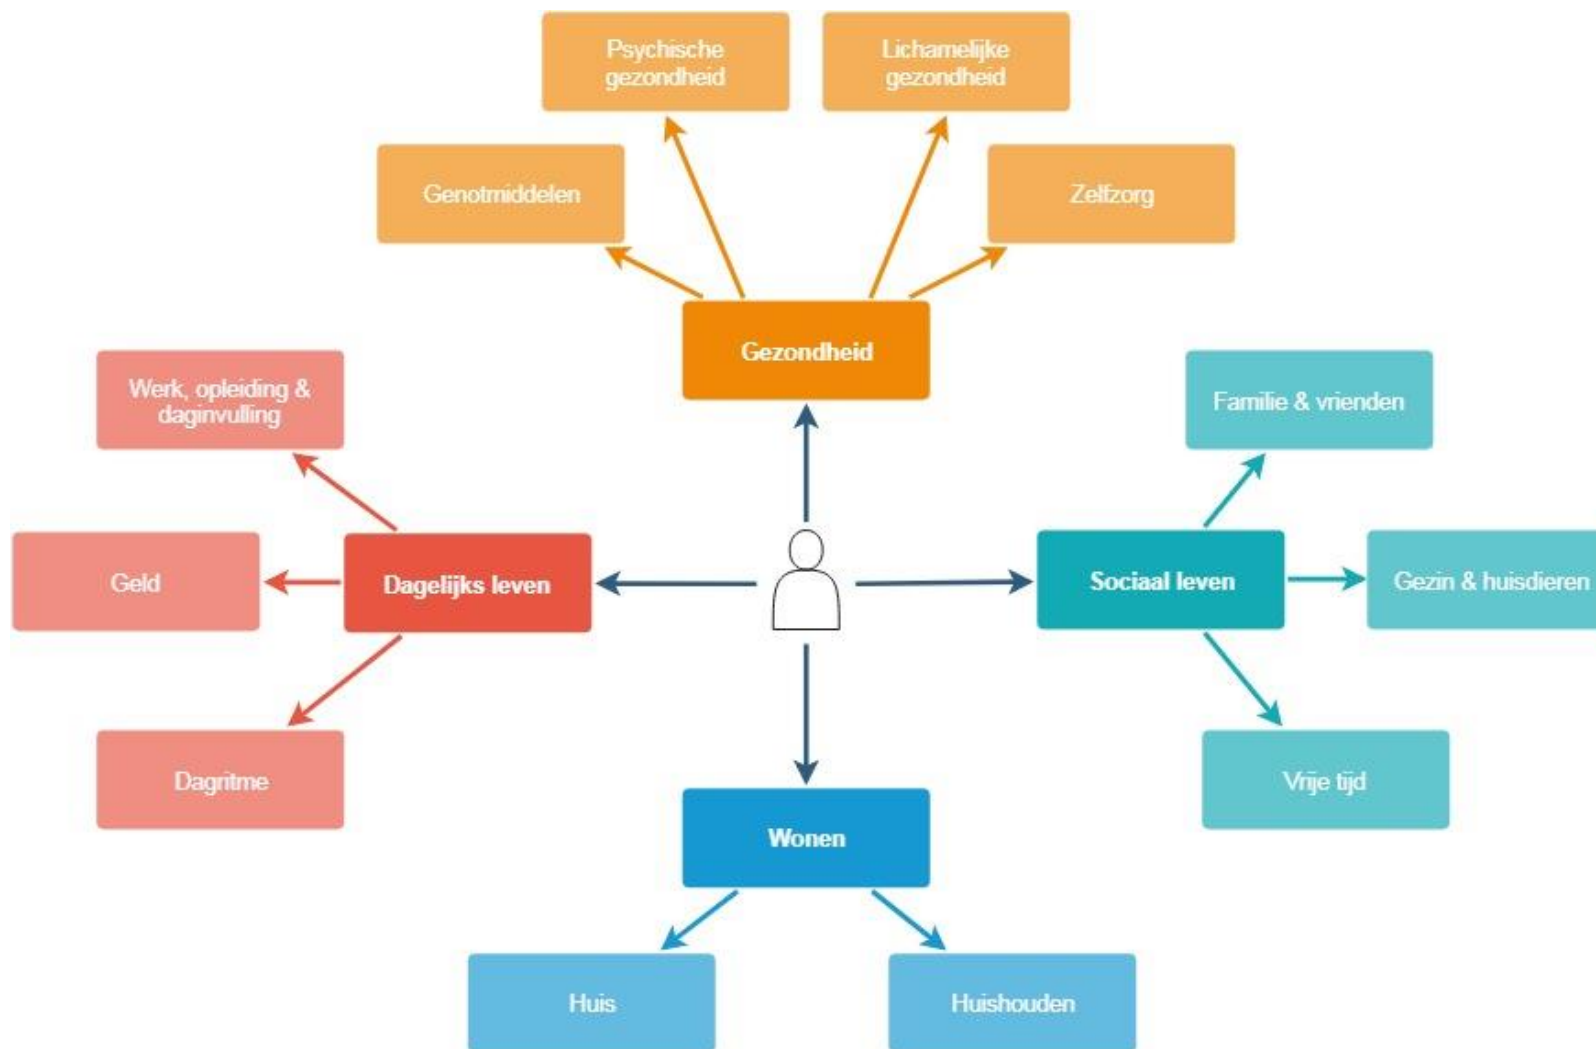 Psychische
gezondheid
Lichamelijke
gezondheid
Genotmiddelen
Zelfzorg
Gezondheid
Werk, opleiding &
daginvulling
Familie & vrienden
Geld
Dagelijks leven
Sociaal leven
Gezin & huisdieren
Dagritme
Vrije tijd
Wonen
Huis
Huishouden